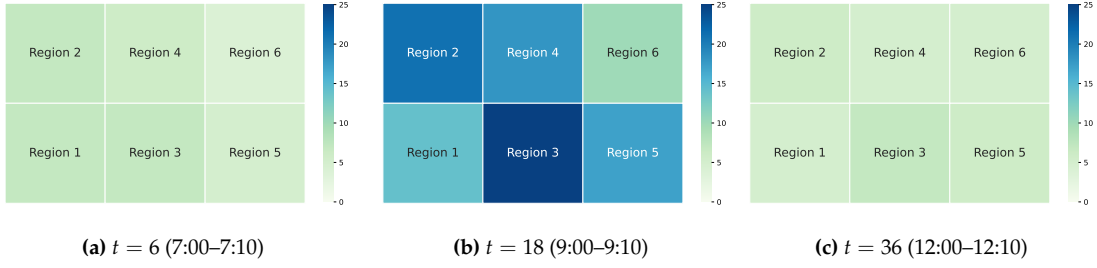 Region 2 Region 4 Region 6
Region 1 Region 3 Region 5
25
20
15
10
5
0
(a) t = 6 (7:00–7:10)
Region 2 Region 4 Region 6
Region 1 Region 3 Region 5
25
20
15
10
5
0
(b) t = 18 (9:00–9:10)
Region 2 Region 4 Region 6
Region 1 Region 3 Region 5
25
20
15
10
5
0
(c) t = 36 (12:00–12:10)